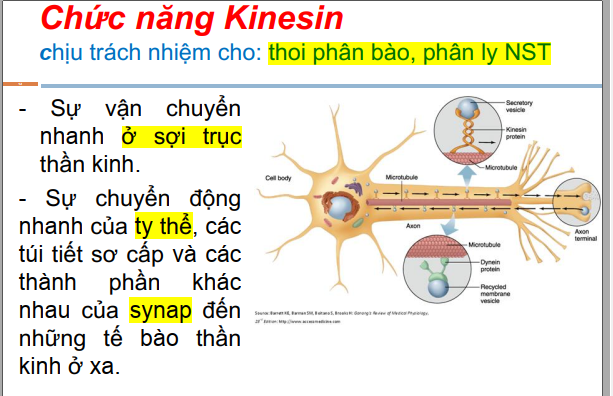 Chức năng Kinesin
chịu trách nhiệm cho: thoi phân bào, phân ly NST
- Sự vận chuyển
nhanh ở sợi trục
thần kinh.
- Sự chuyển động
nhanh của ty thể, các
túi tiết sơ cấp và các
thành phần khác
nhau của synap đến
những tế bào thần
kinh ở xa.
Secretory
vesicle
Kinesin
protein
Microtubule
Cell body
Microtubule
Axon
Axon
terminal
Microtubule
Dynein
protein
Recycled
membrane
vesicle
Source: Barrett KE, Barman SM, Boitano S, Brooks H: Ganong's Review of Medical Physiology,
Edition: http://www.accessmedicine.com